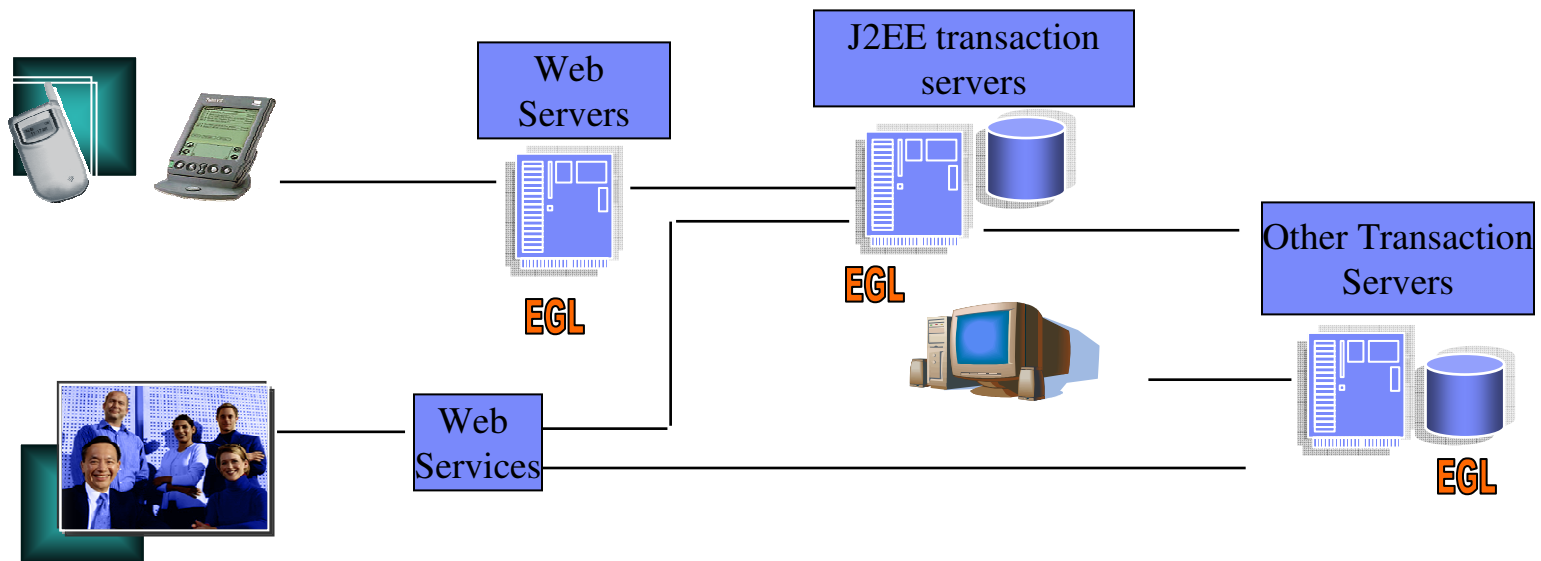 J2EE transaction
servers
Web
Servers
Other Transaction
Servers
EGL
EGL
Web
Services
EGL